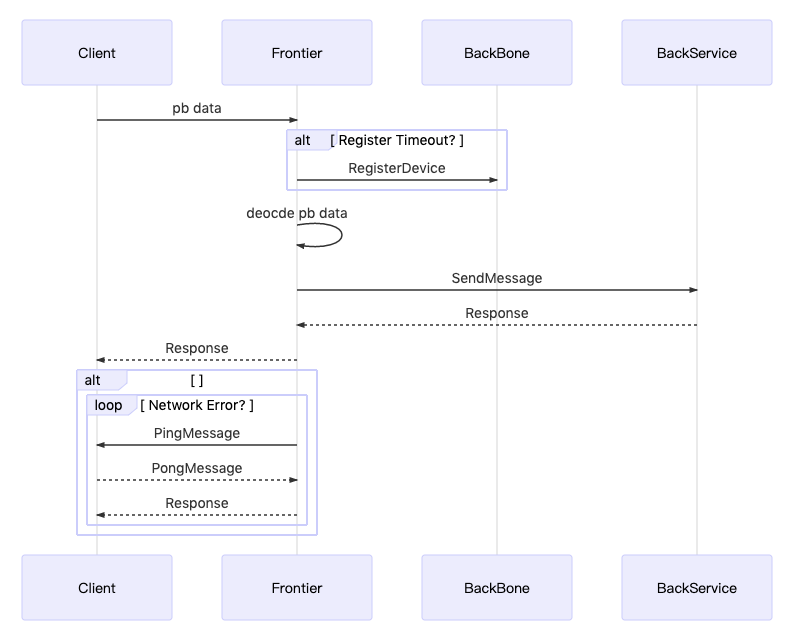 Client
Frontier
BackBone
BackService
pb data
alt
[ Register Timeout? ]
RegisterDevice
deocde pb data
SendMessage
Response
Response
alt
[ ]
loop
[ Network Error? ]
PingMessage
PongMessage
Response
Client
Frontier
BackBone
BackService